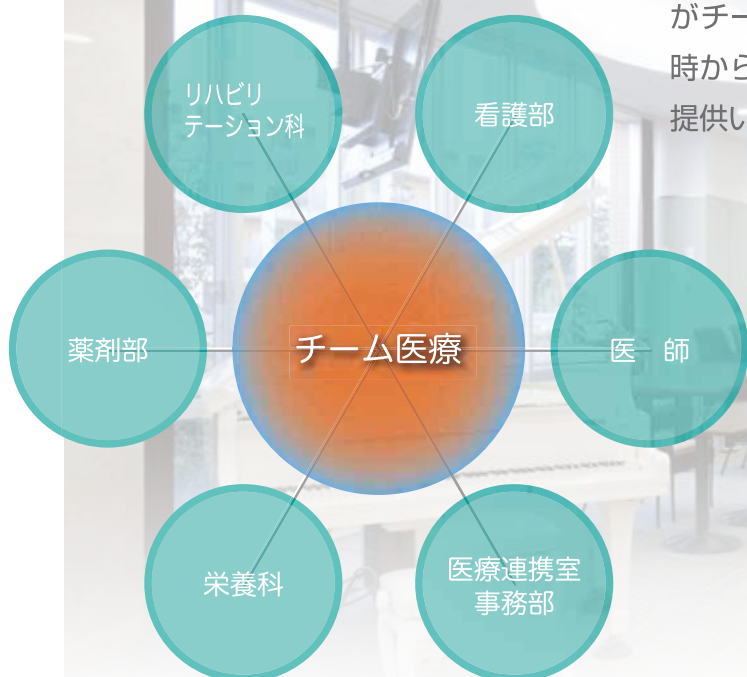 がチー
時から
提供い
リハビリ
テーション科
看護部
薬剤部
チーム医療
医　師
栄養科
医療連携室
事務部